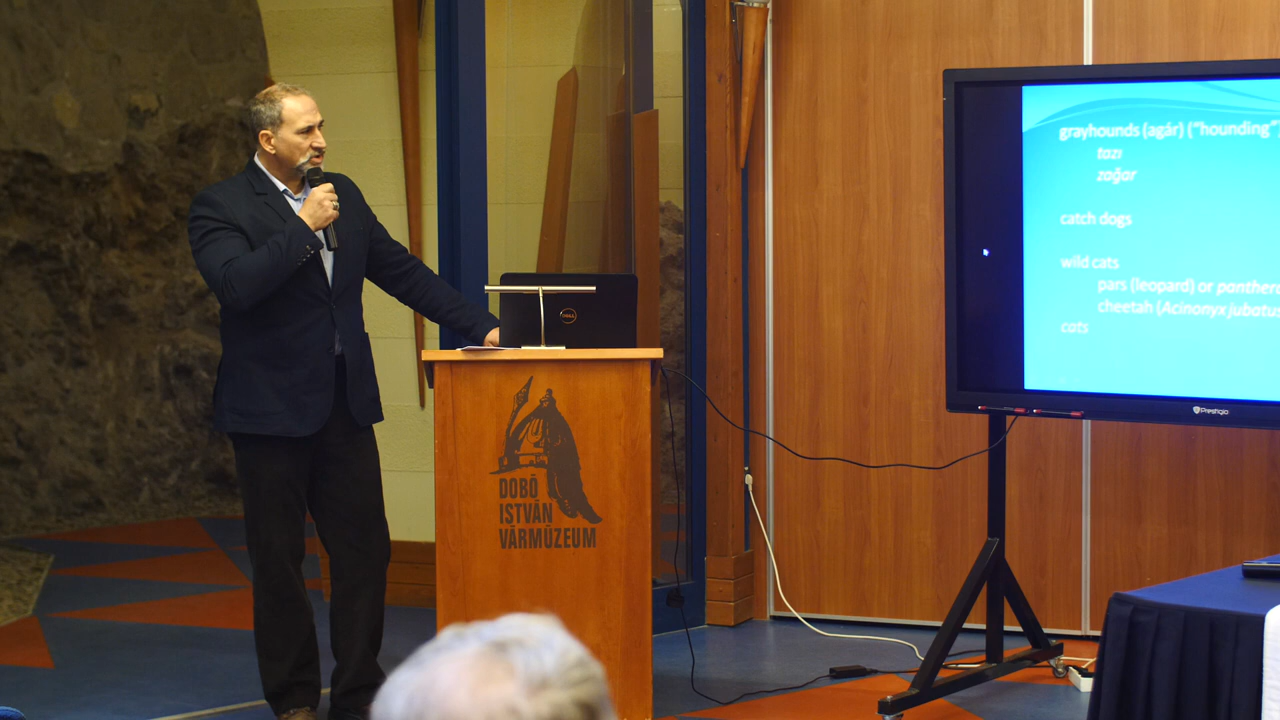 grayhounds (agár) ("hounding"
tazı
zağar
catch dogs
wild cats
pars (leopard) or panthera
cheetah (Acinonyx jubatus
cats
Prestigio
DELL
DOBÓ
ISTVÁN
VÁRMÚZEUM